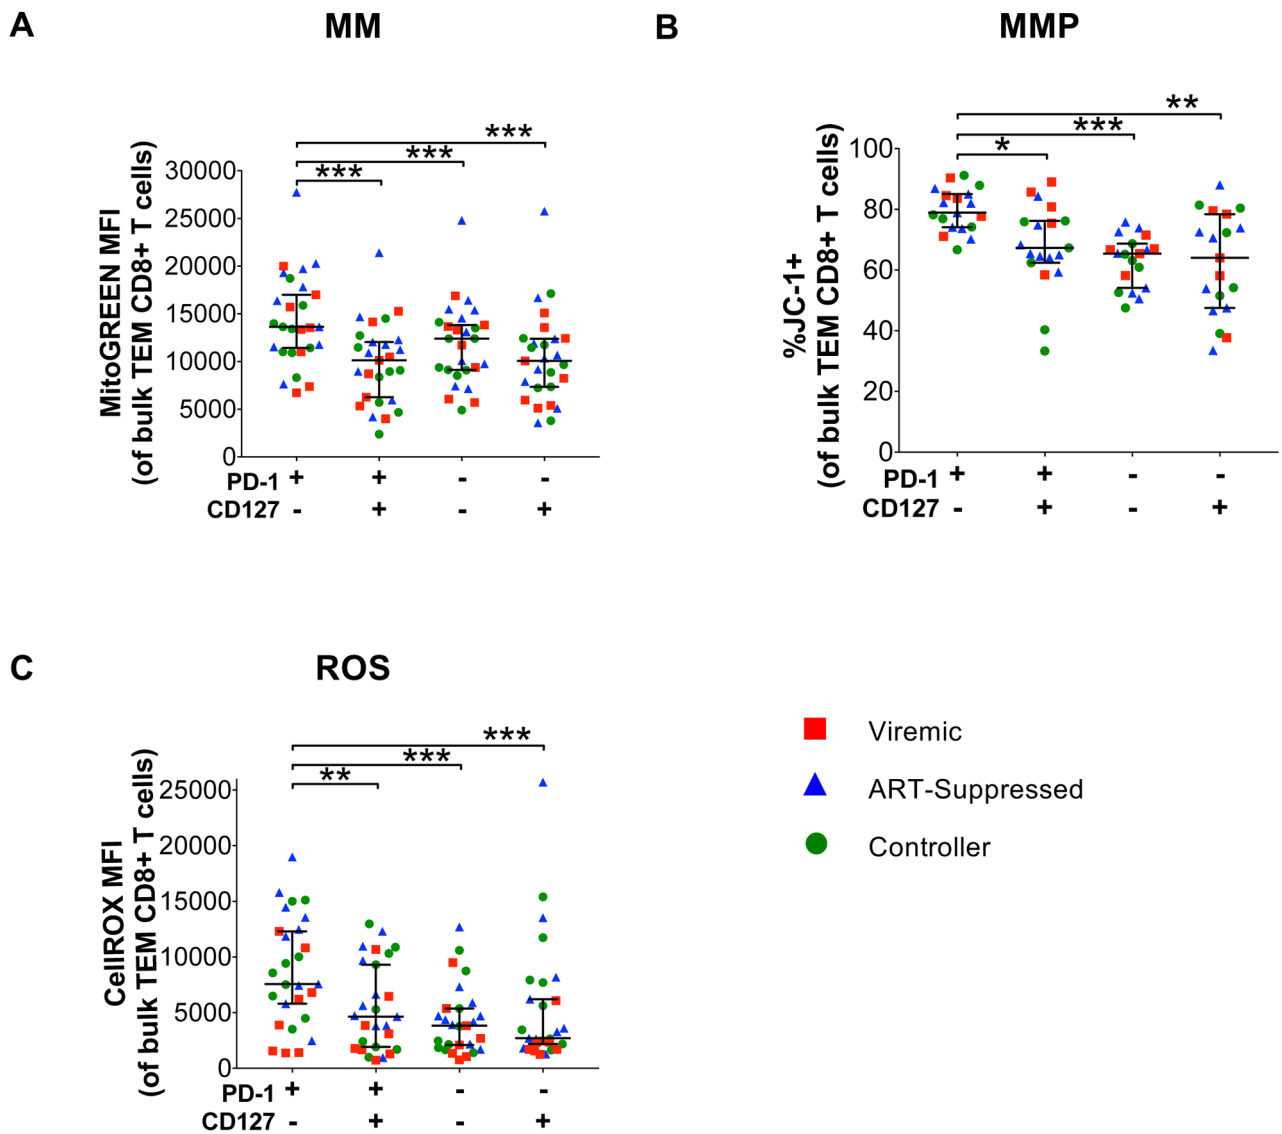 A
MM
***
***
***
MitoGREEN MFI
(of bulk TEM CD8+ T cells)
30000
25000
20000
15000
10000
5000
0
PD-1 + + - -
CD127 - + - +
B
MMP
**
***
*
%JC-1+
(of bulk TEM CD8+ T cells)
100
80
60
40
20
0
PD-1 + + - -
CD127 - + - +
C
ROS
***
***
**
CellROX MFI
(of bulk TEM CD8+ T cells)
25000
20000
15000
10000
5000
0
PD-1 + + - -
CD127 - + - +
Viremic
ART-Suppressed
Controller